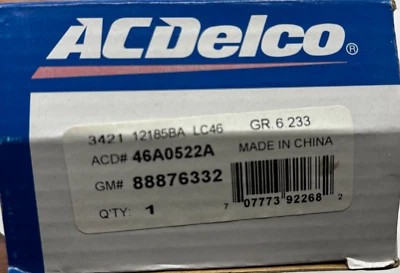 ACDelco®
3421 12185BA LC46 GR. 6.233
ACD# 46A0522A MADE IN CHINA
GM# 88876332
Q'TY: 1
7 07773 92268 2